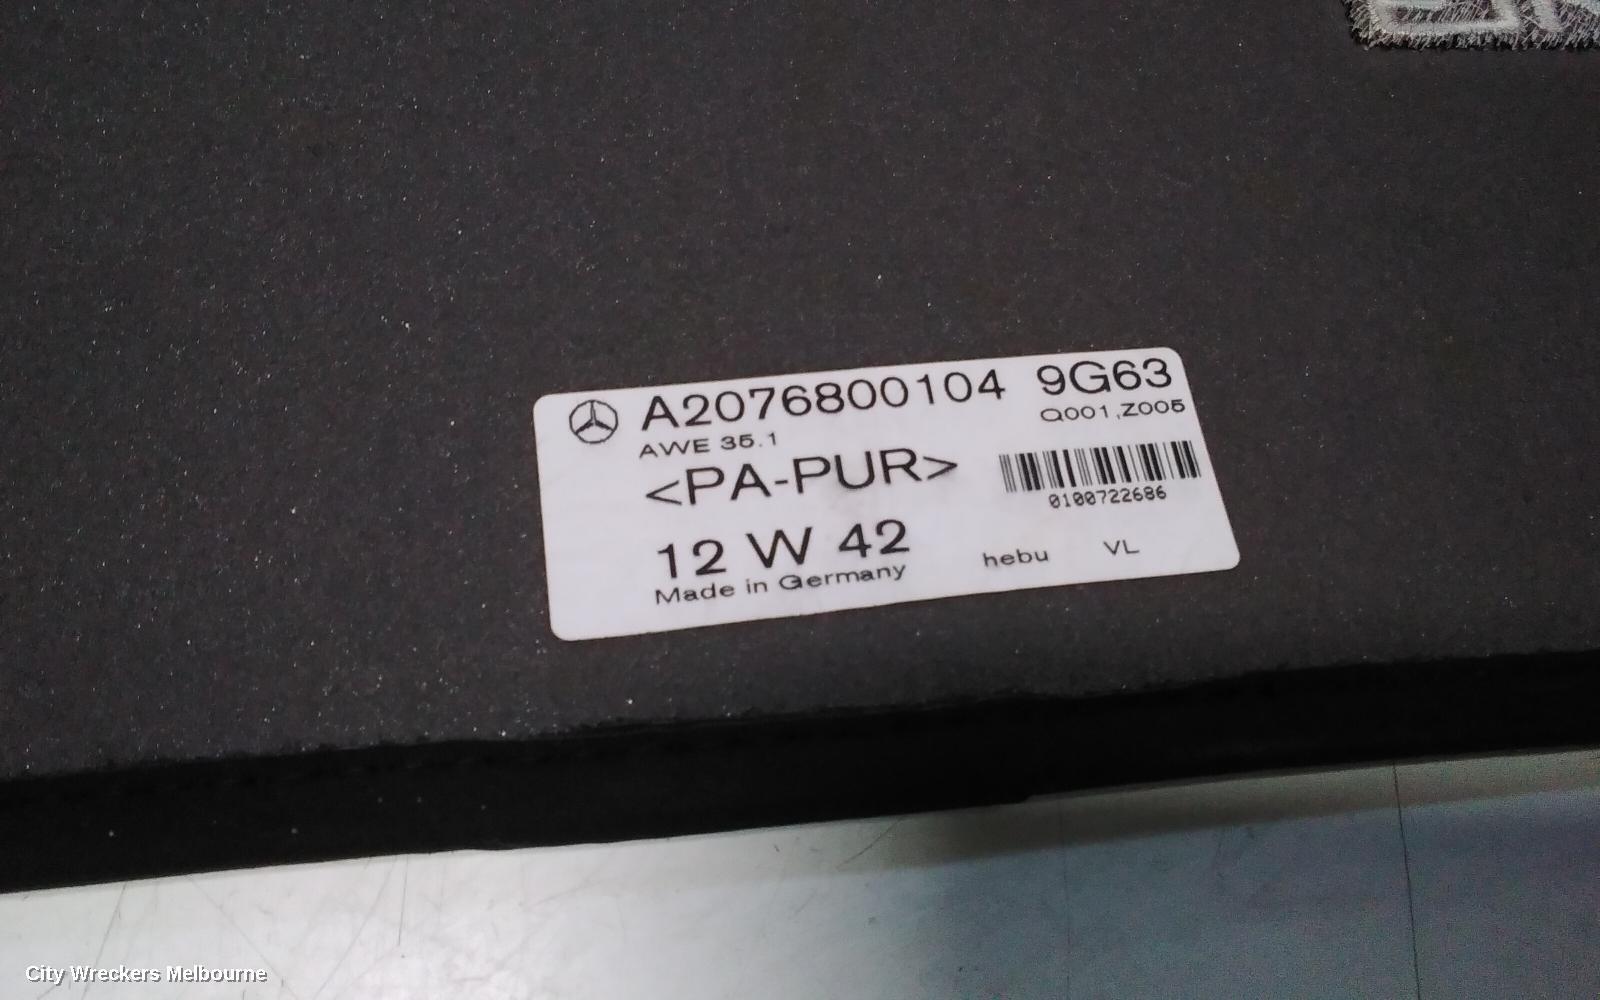 A2076800104 9G63
AWE 35.1
Q001,Z005
<PA-PUR>
0100722686
12 W 42
Made in Germany
hebu VL
City Wreckers Melbourne